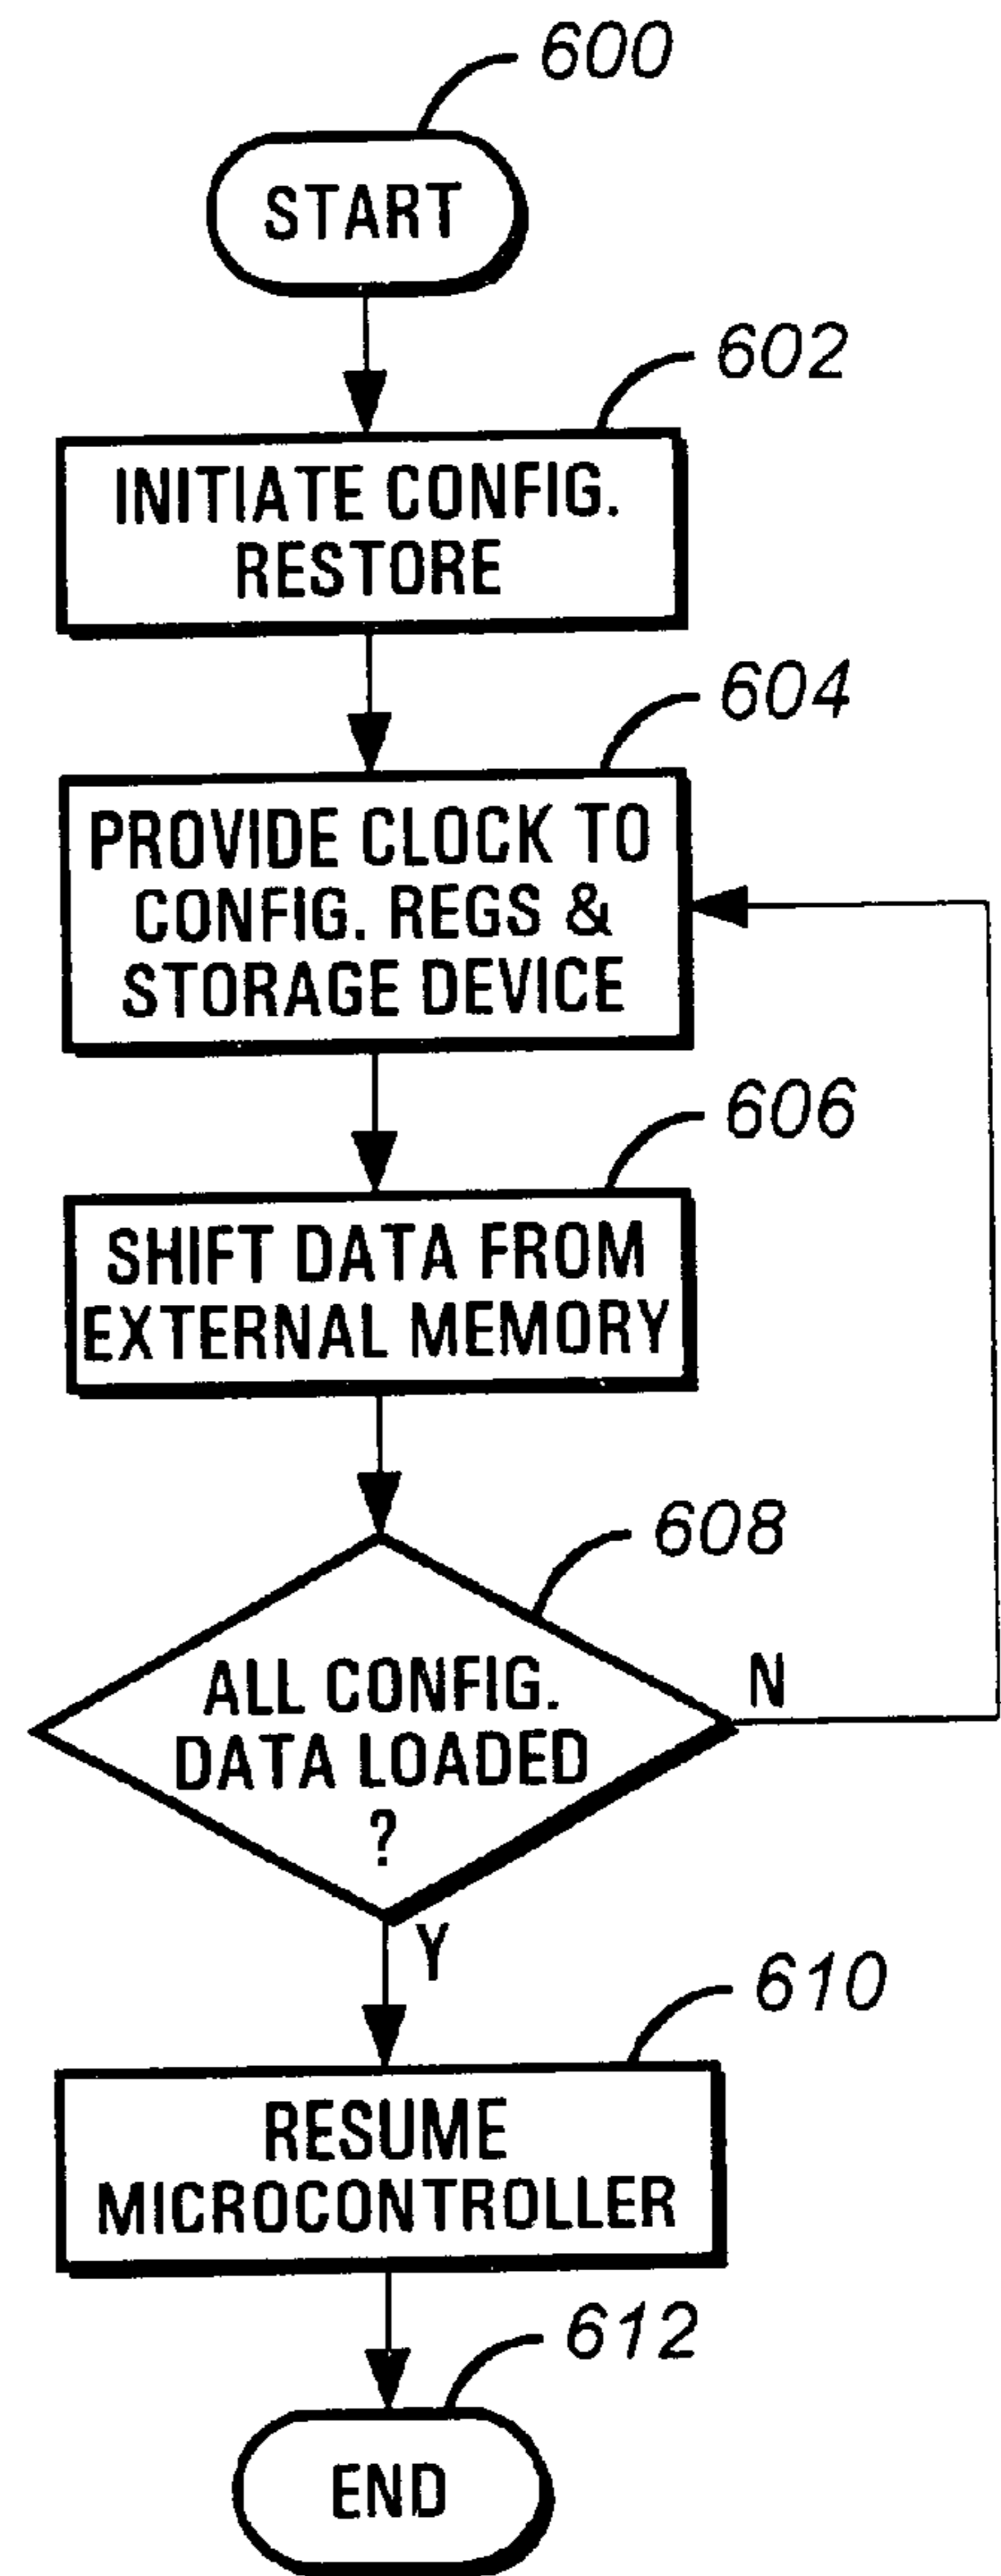 600
START
602
INITIATE CONFIG.
RESTORE
604
PROVIDE CLOCK TO
CONFIG. REGS &
STORAGE DEVICE
606
SHIFT DATA FROM
EXTERNAL MEMORY
608
ALL CONFIG.
DATA LOADED
?
N
Y
610
RESUME
MICROCONTROLLER
612
END